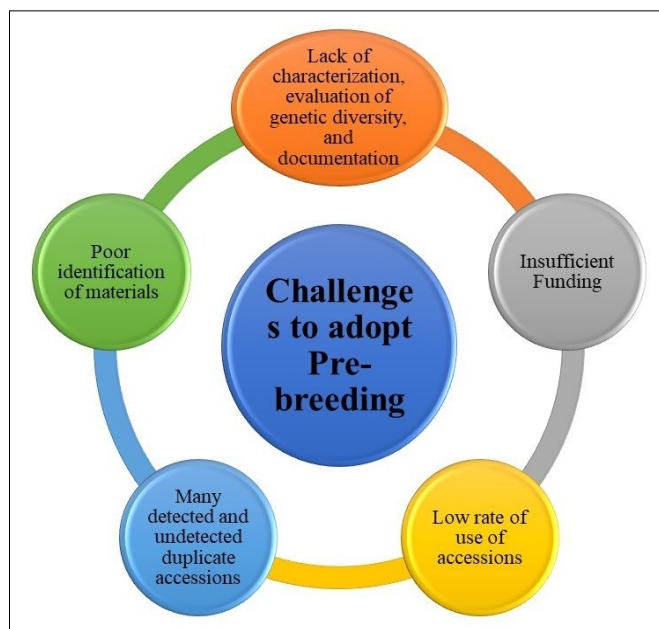 Lack of
characterization,
evaluation of
genetic diversity,
and
documentation
Insufficient
Funding
Low rate of
use of
accessions
Many
detected and
undetected
duplicate
accessions
Poor
identification
of materials
Challenge
s to adopt
Pre-
breeding